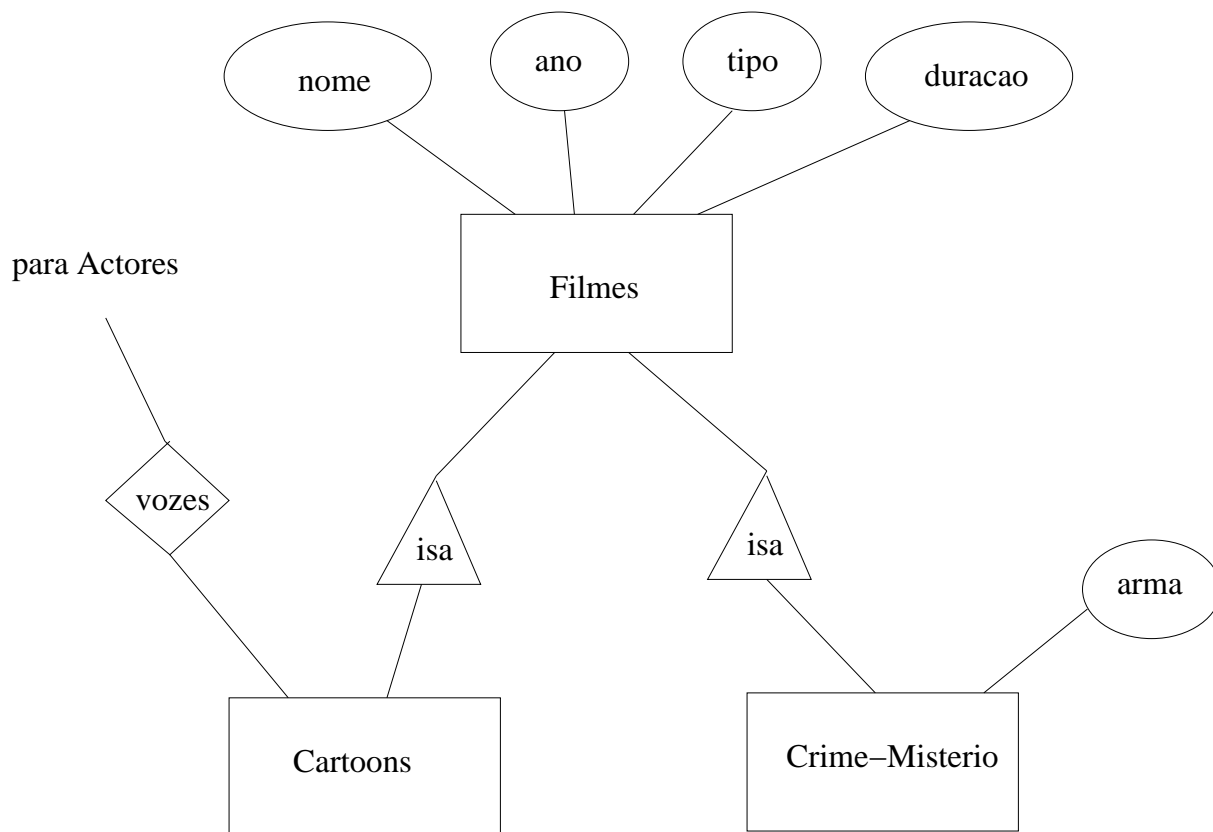 nome
ano
tipo
duracao
para Actores
Filmes
vozes
isa
isa
arma
Cartoons
Crime−Misterio